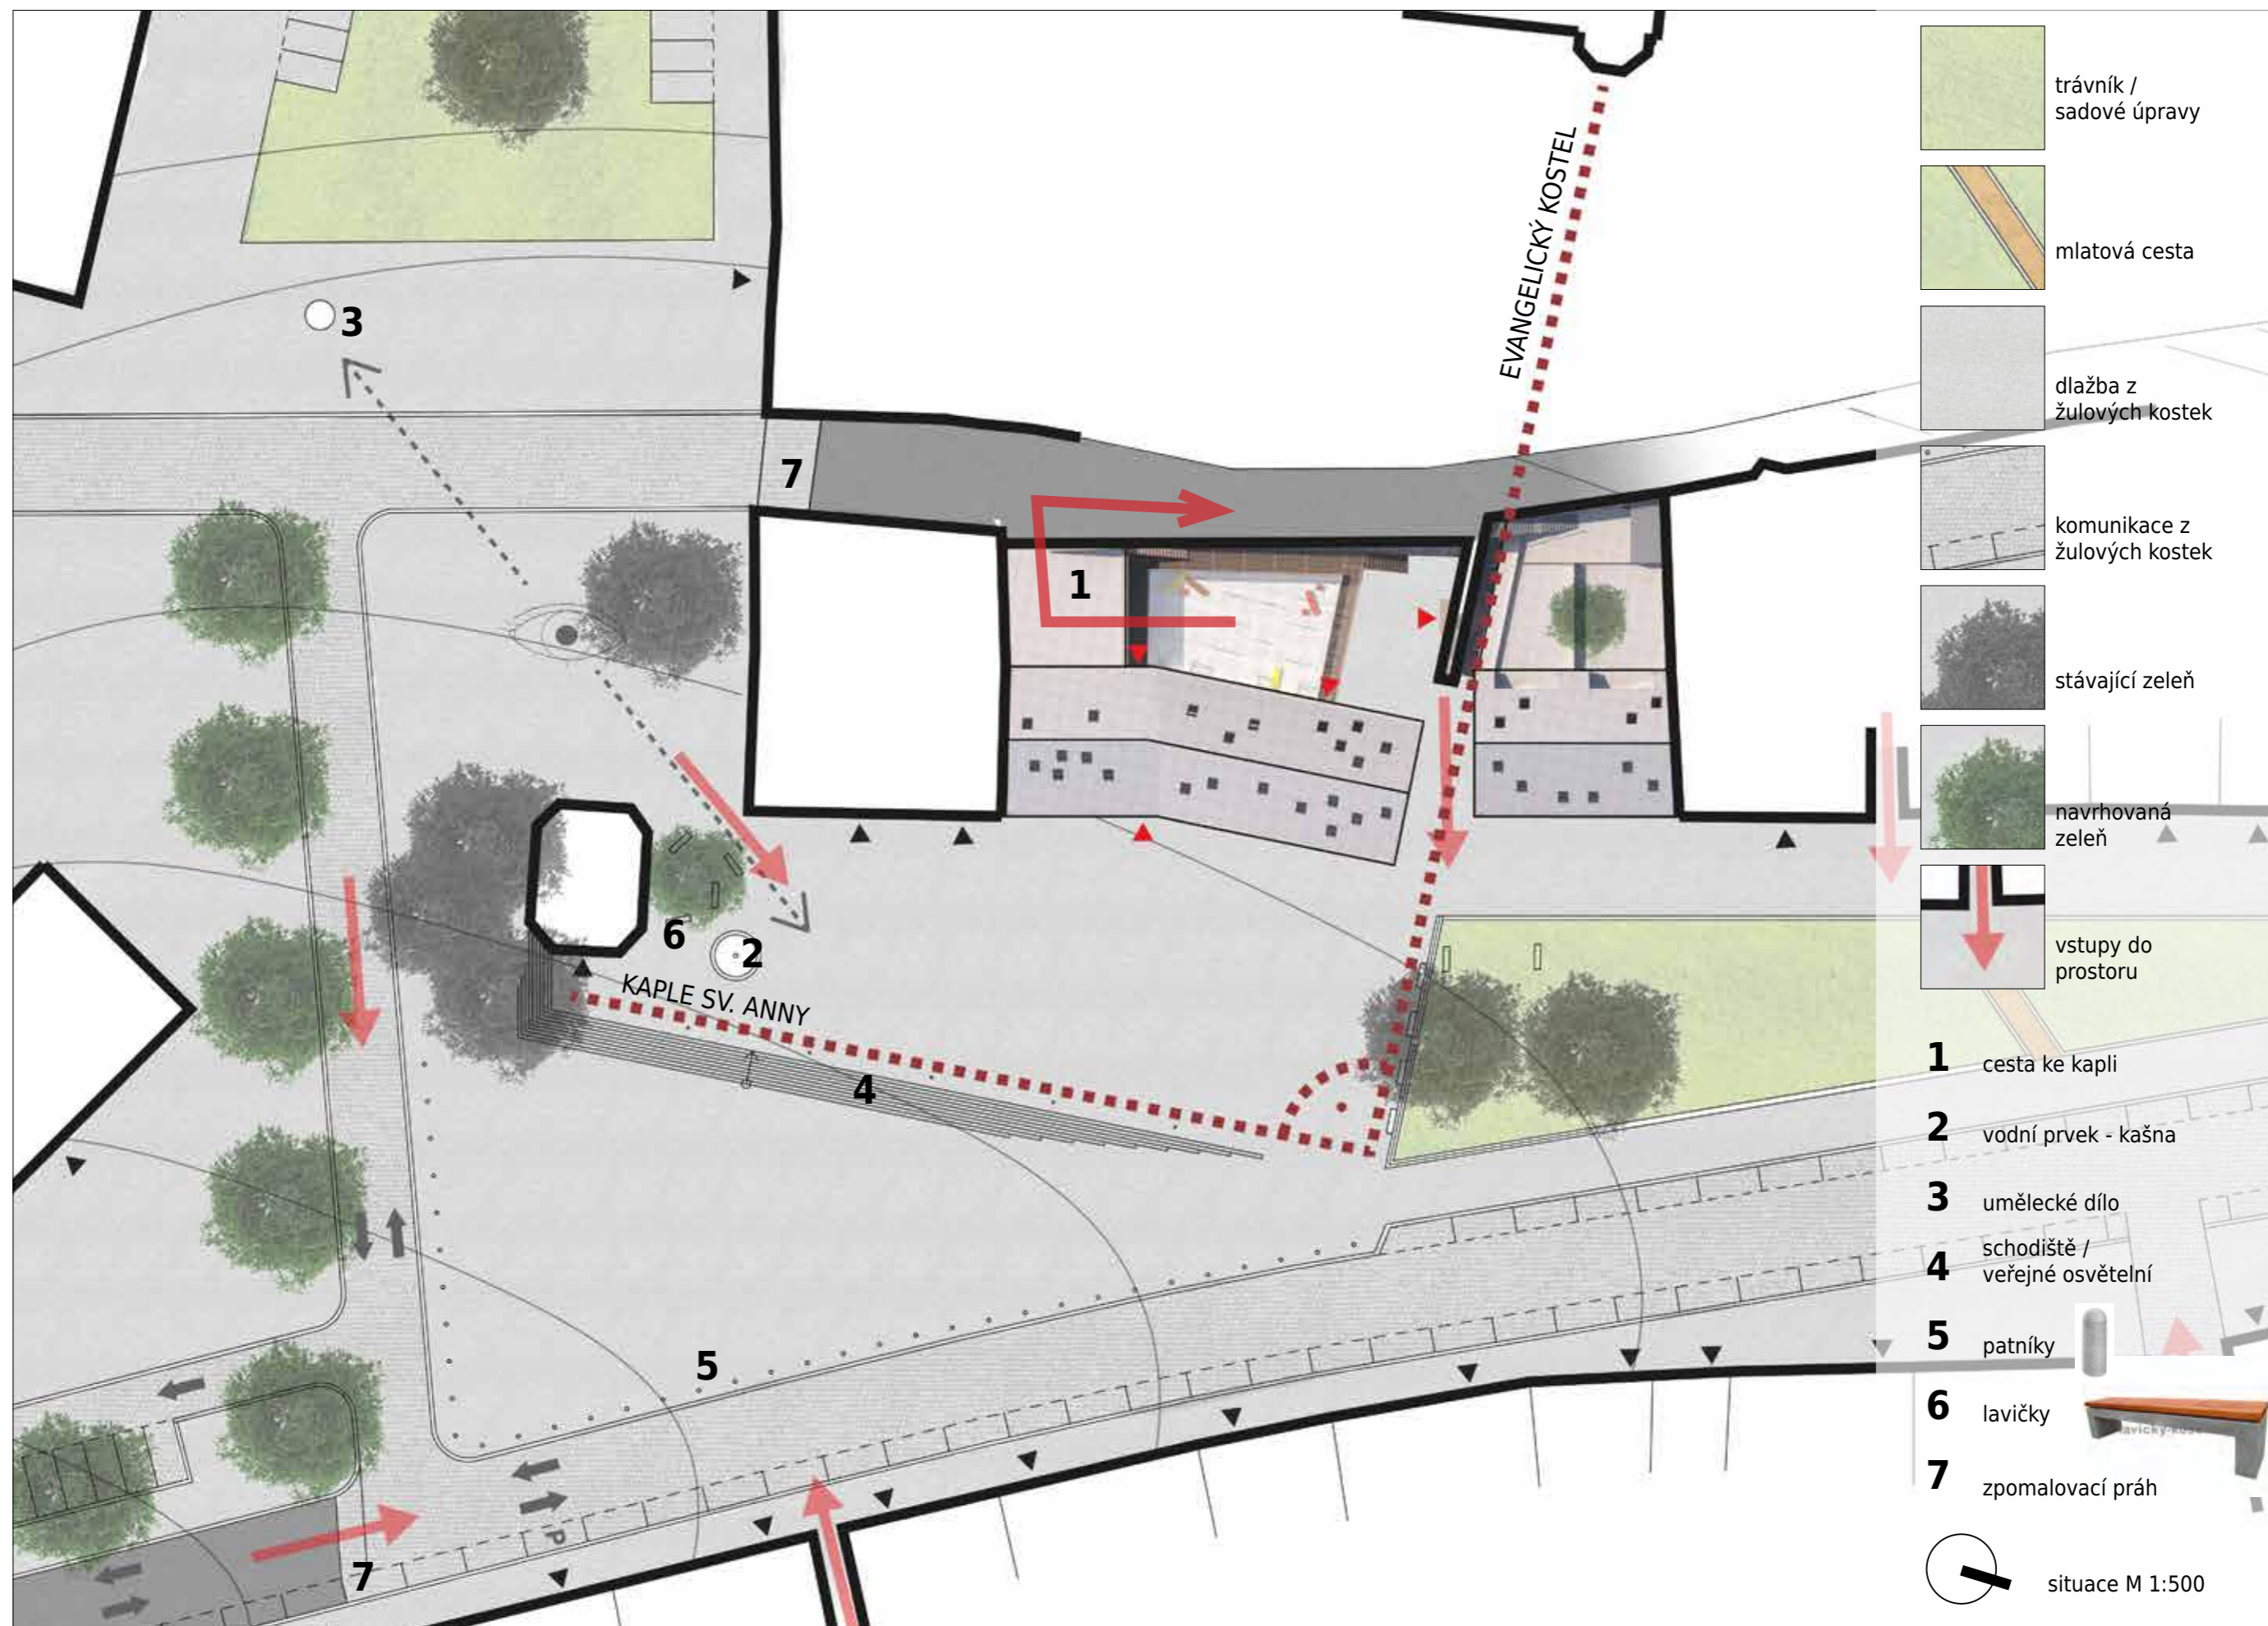 3
7
EVANGELICKÝ KOSTEL
1
6
2
KAPLE SV. ANNY
4
5
P
7
trávník /
sadové úpravy
mlatová cesta
dlažba z
žulových kostek
komunikace z
žulových kostek
stávající zeleň
navrhovaná
zeleň
vstupy do
prostoru
1 cesta ke kapli
2 vodní prvek - kašna
3 umělecké dílo
4 schodiště /
veřejné osvětelní
5 patníky
6 lavičky
7 zpomalovací práh
situace M 1:500